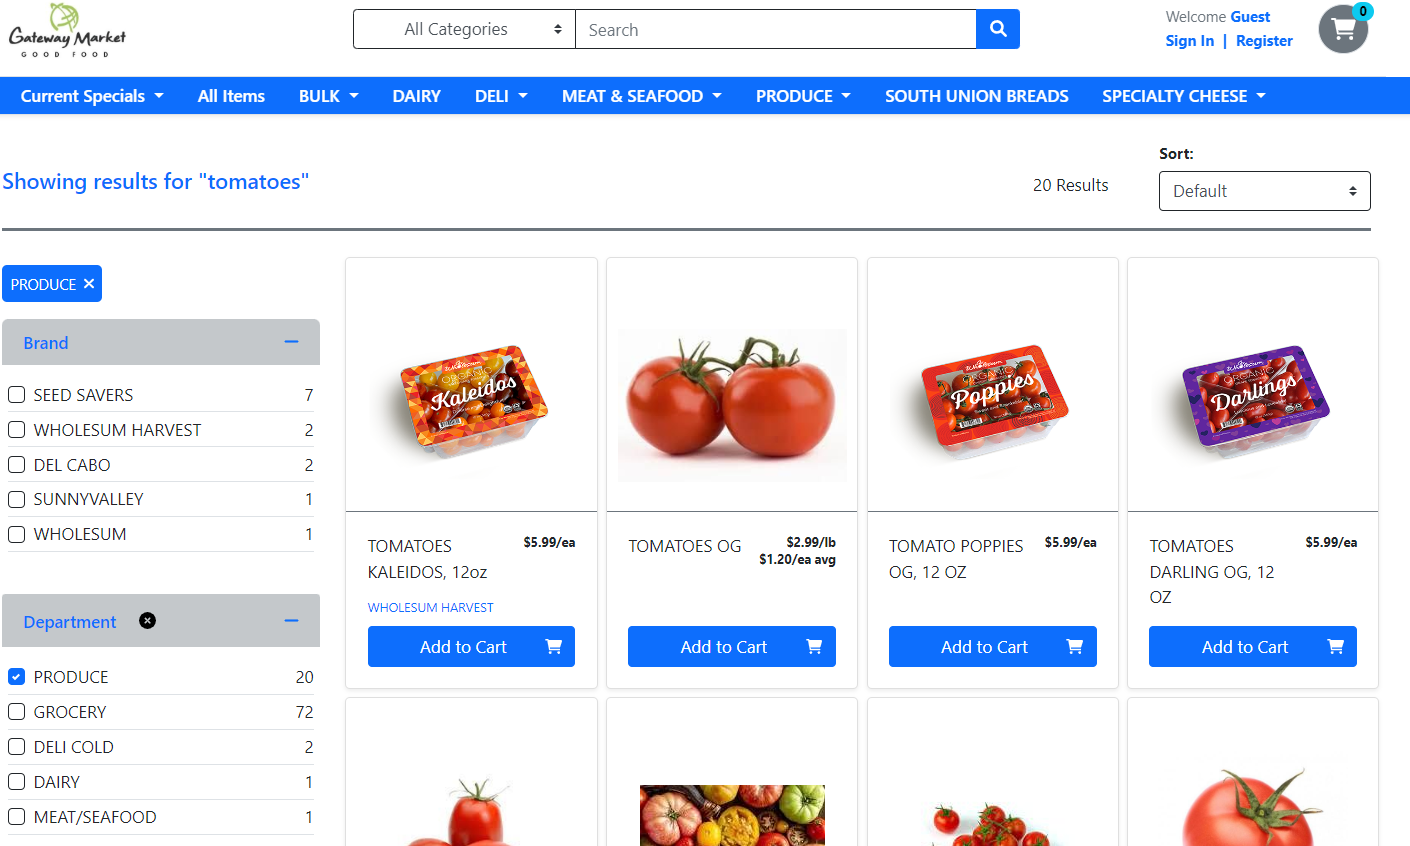 Gateway Market
GOOD FOOD
All Categories
Search
Welcome Guest
Sign In | Register
0
Current Specials
All Items
BULK
DAIRY
DELI
MEAT & SEAFOOD
PRODUCE
SOUTH UNION BREADS
SPECIALTY CHEESE
Showing results for "tomatoes"
20 Results
Sort:
Default
PRODUCE
Brand
SEED SAVERS 7
WHOLESUM HARVEST 2
DEL CABO 2
SUNNYVALLEY 1
WHOLESUM 1
Department
PRODUCE 20
GROCERY 72
DELI COLD 2
DAIRY 1
MEAT/SEAFOOD 1
ORGANIC
Kaleidos
TOMATOES
KALEIDOS, 12oz
$5.99/ea
WHOLESUM HARVEST
Add to Cart
TOMATOES OG
$2.99/lb
$1.20/ea avg
Add to Cart
ORGANIC
Poppies
TOMATO POPPIES
OG, 12 OZ
$5.99/ea
Add to Cart
ORGANIC
Darlings
TOMATOES
DARLING OG, 12
OZ
$5.99/ea
Add to Cart